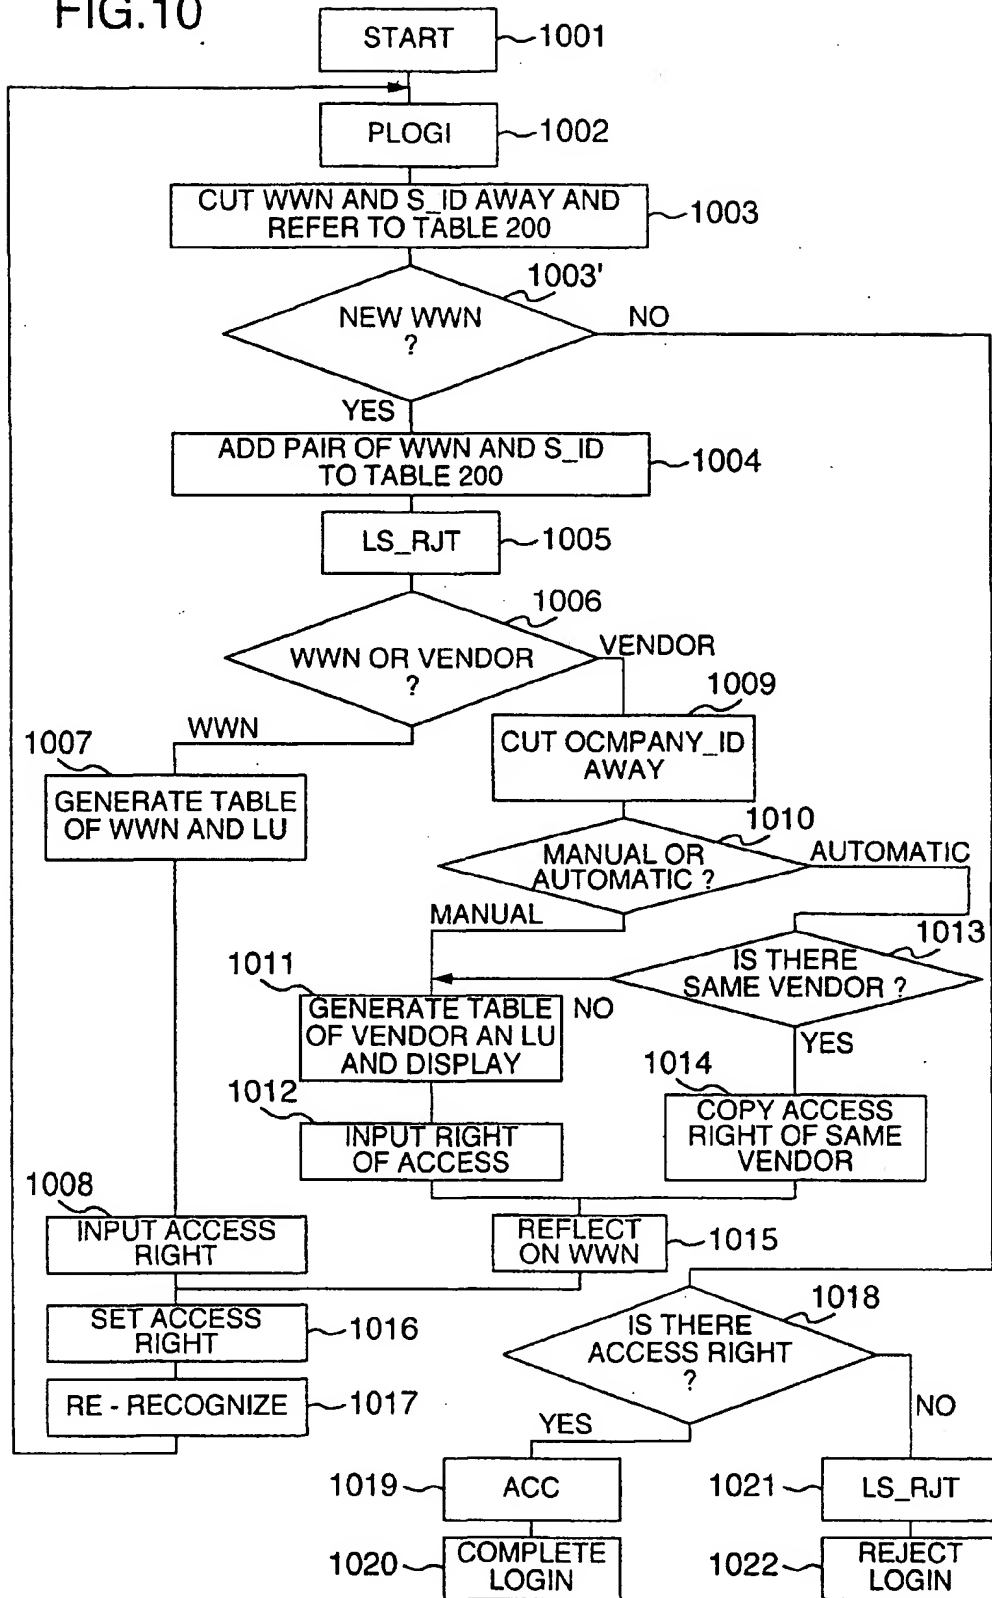 FIG.10
START
1001
PLOGI
1002
CUT WWN AND S_ID AWAY AND
REFER TO TABLE 200
1003
1003'
NEW WWN
?
NO
YES
ADD PAIR OF WWN AND S_ID
TO TABLE 200
1004
LS_RJT
1005
1006
WWN OR VENDOR
?
VENDOR
WWN
1007
GENERATE TABLE
OF WWN AND LU
1009
CUT OCMPANY_ID
AWAY
1010
MANUAL OR
AUTOMATIC ?
AUTOMATIC
MANUAL
1013
IS THERE
SAME VENDOR ?
1011
GENERATE TABLE
OF VENDOR AN LU
AND DISPLAY
NO
YES
1014
COPY ACCESS
RIGHT OF SAME
VENDOR
1012
INPUT RIGHT
OF ACCESS
1008
INPUT ACCESS
RIGHT
REFLECT
ON WWN
1015
SET ACCESS
RIGHT
1016
1018
IS THERE
ACCESS RIGHT
?
RE - RECOGNIZE
1017
YES
NO
1019
ACC
1021
LS_RJT
1020
COMPLETE
LOGIN
1022
REJECT
LOGIN